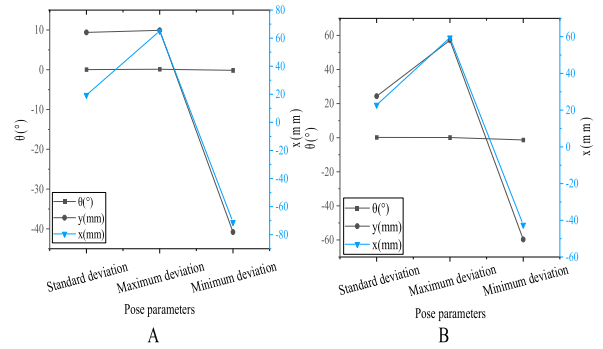 10°
0°
-10°
-20°
-30°
-40°
θ(°)
80
60
40
20
0
-20
-40
-60
-80
x(mm)
θ(°)
y(mm)
x(mm)
Standard deviation
Maximum deviation
Minimum deviation
Pose parameters
A
60°
40°
20°
0°
-20°
-40°
-60°
θ(°)
60
40
20
0
-20
-40
-60
x(mm)
θ(°)
y(mm)
x(mm)
Standard deviation
Maximum deviation
Minimum deviation
Pose parameters
B